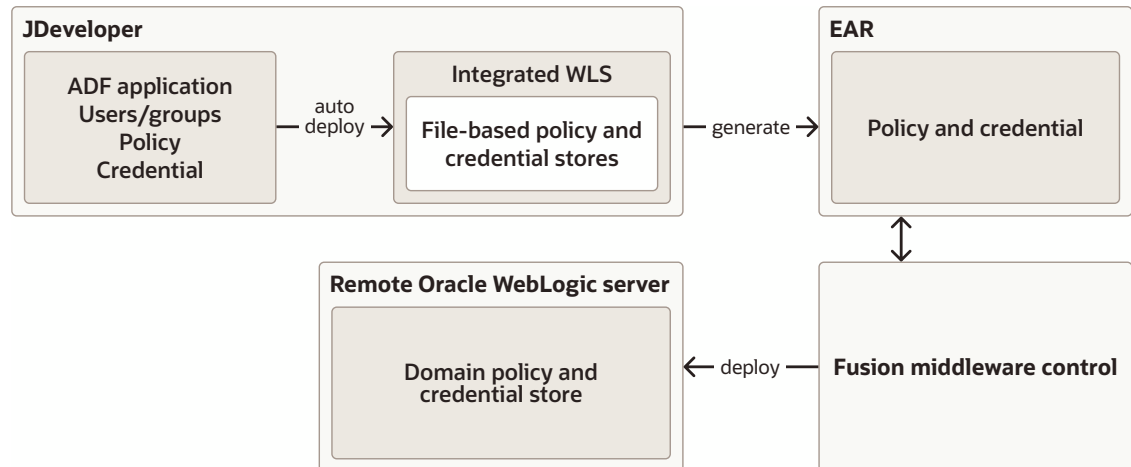 JDeveloper
ADF application
Users/groups
Policy
Credential
auto
deploy
Integrated WLS
File-based policy and
credential stores
generate
EAR
Policy and credential
Remote Oracle WebLogic server
Domain policy and
credential store
deploy
Fusion middleware control